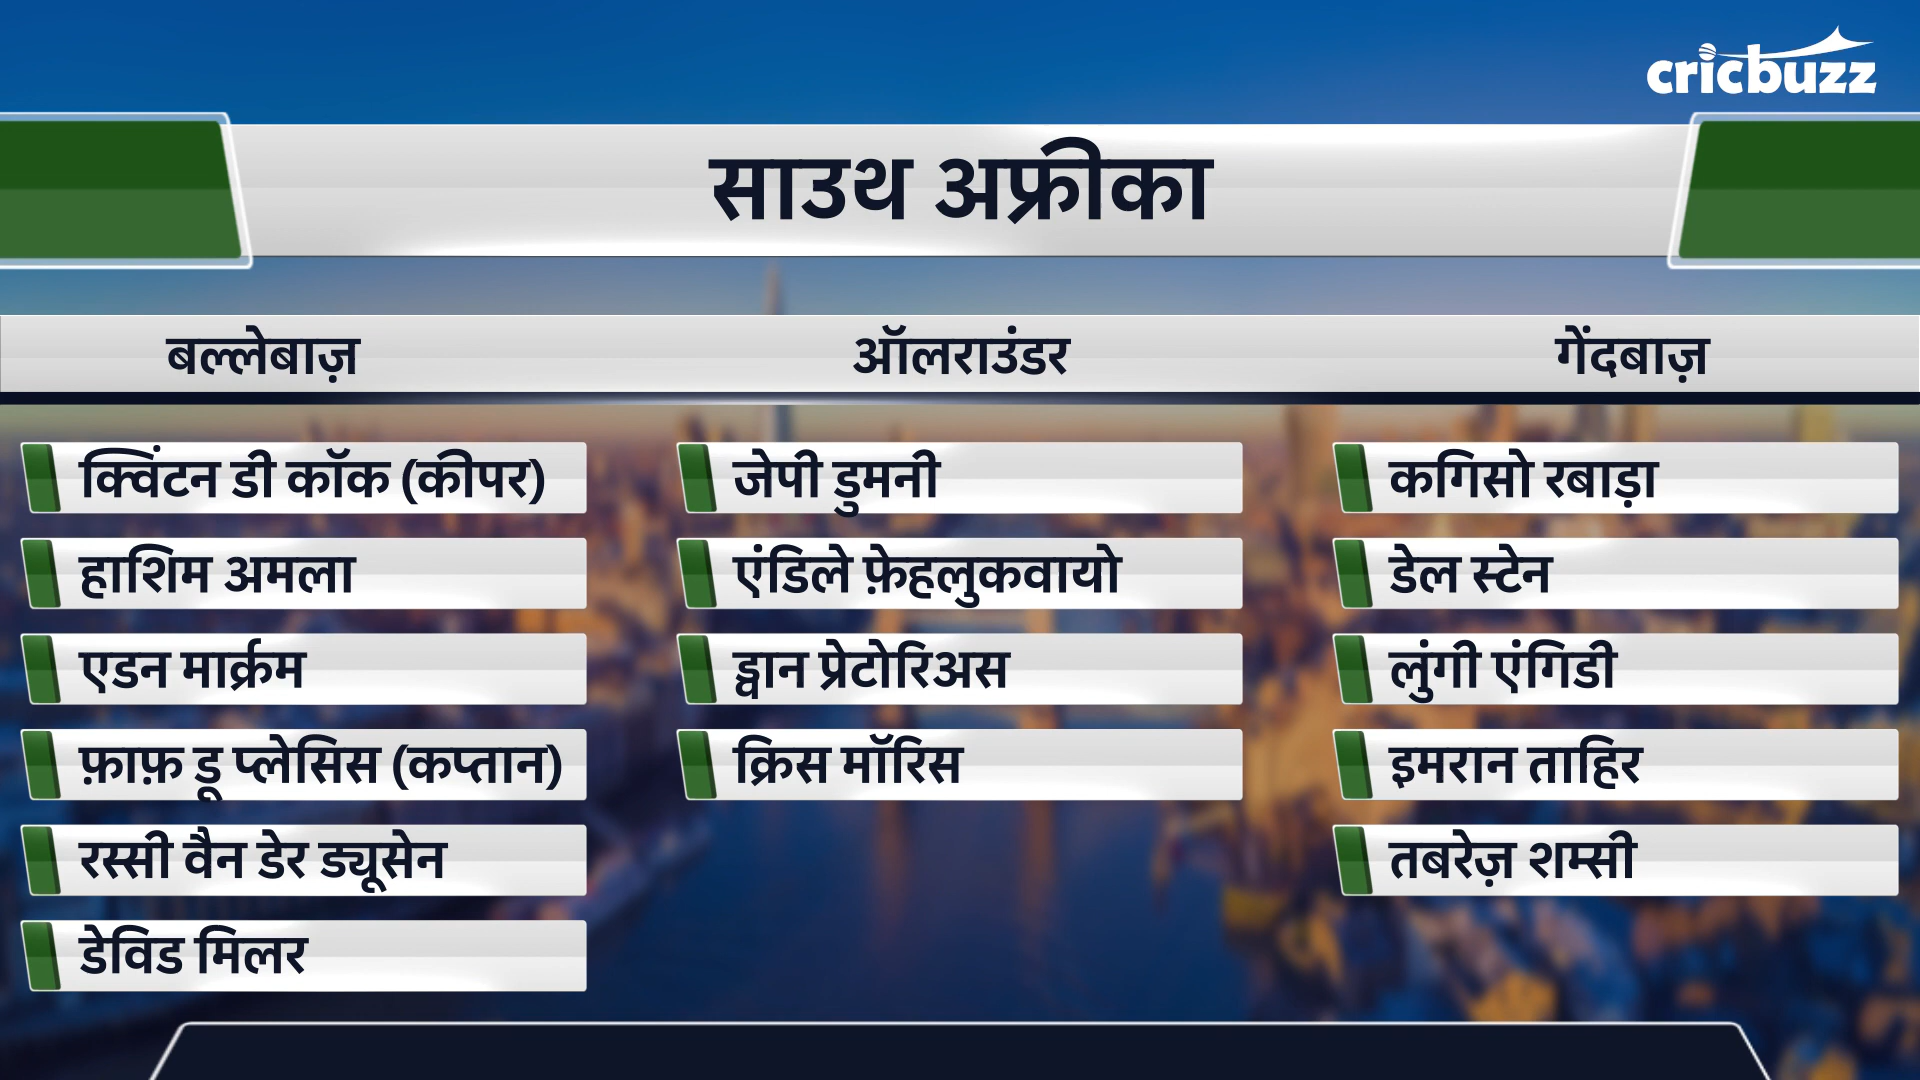 cricbuzz
साउथ अफ्रीका
बल्लेबाज़
ऑलराउंडर
गेंदबाज़
क्विंटन डी कॉक (कीपर)
हाशिम अमला
एडन मार्क्रम
फ़ाफ़ डू प्लेसिस (कप्तान)
रस्सी वैन डेर ड्यूसेन
डेविड मिलर
जेपी डुमनी
एंडिले फ़ेहलुकवायो
ड्वान प्रेटोरिअस
क्रिस मॉरिस
कगिसो रबाड़ा
डेल स्टेन
लुंगी एंगिडी
इमरान ताहिर
तबरेज़ शम्सी